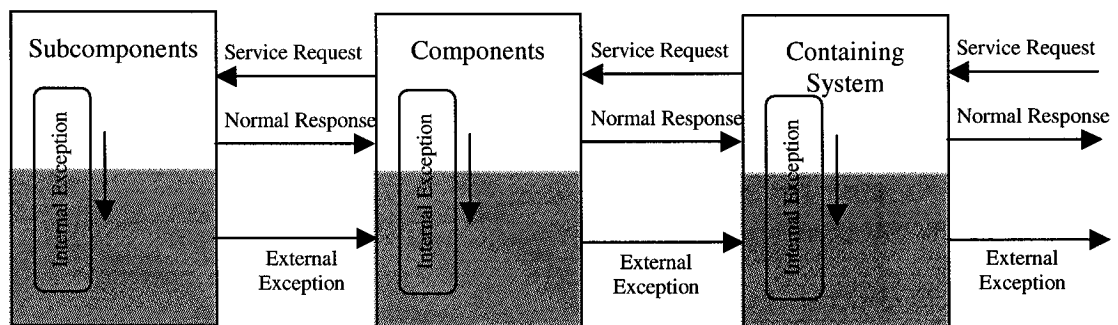 Subcomponents
Service Request
Components
Service Request
Containing
System
Service Request
Internal Exception
Normal Response
Internal Exception
Normal Response
Internal Exception
Normal Response
External
Exception
External
Exception
External
Exception